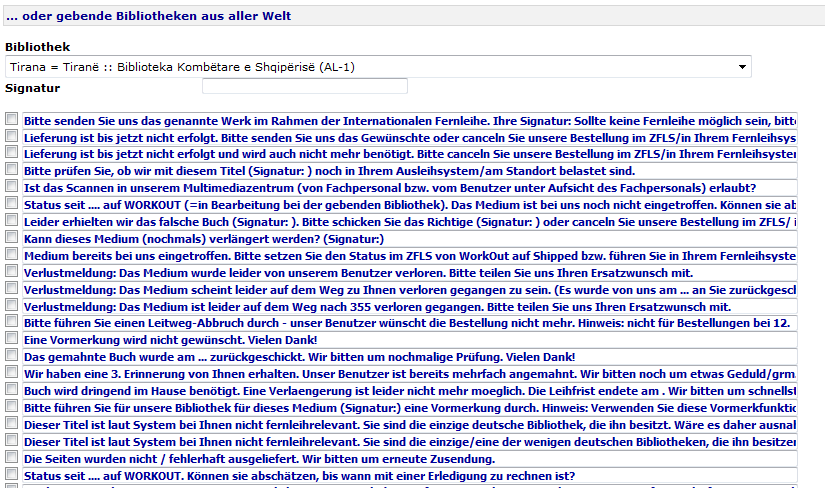 ... oder gebende Bibliotheken aus aller Welt
Bibliothek
Tirana = Tiranë :: Biblioteka Kombëtare e Shqipërisë (AL-1)
Signatur
Bitte senden Sie uns das genannte Werk im Rahmen der Internationalen Fernleihe. Ihre Signatur: Sollte keine Fernleihe möglich sein, bitte
Lieferung ist bis jetzt nicht erfolgt. Bitte senden Sie uns das Gewünschte oder canceln Sie unsere Bestellung im ZFLS/in Ihrem Fernleihsys
Lieferung ist bis jetzt nicht erfolgt und wird auch nicht mehr benötigt. Bitte canceln Sie unsere Bestellung im ZFLS/in Ihrem Fernleihsystem
Bitte prüfen Sie, ob wir mit diesem Titel (Signatur: ) noch in Ihrem Ausleihsystem/am Standort belastet sind.
Ist das Scannen in unserem Multimediazentrum (von Fachpersonal bzw. vom Benutzer unter Aufsicht des Fachpersonals) erlaubt?
Status seit .... auf WORKOUT (=in Bearbeitung bei der gebenden Bibliothek). Das Medium ist bei uns noch nicht eingetroffen. Können sie ab
Leider erhielten wir das falsche Buch (Signatur: ). Bitte schicken Sie das Richtige (Signatur: ) oder canceln Sie unsere Bestellung im ZFLS/ i
Kann dieses Medium (nochmals) verlängert werden? (Signatur:)
Medium bereits bei uns eingetroffen. Bitte setzen Sie den Status im ZFLS von WorkOut auf Shipped bzw. führen Sie in Ihrem Fernleihsyste
Verlustmeldung: Das Medium wurde leider von unserem Benutzer verloren. Bitte teilen Sie uns Ihren Ersatzwunsch mit.
Verlustmeldung: Das Medium scheint leider auf dem Weg zu Ihnen verloren gegangen zu sein. (Es wurde von uns am ... an Sie zurückgesch
Verlustmeldung: Das Medium ist leider auf dem Weg nach 355 verloren gegangen. Bitte teilen Sie uns Ihren Ersatzwunsch mit.
Bitte führen Sie einen Leitweg-Abbruch durch - unser Benutzer wünscht die Bestellung nicht mehr. Hinweis: nicht für Bestellungen bei 12.
Eine Vormerkung wird nicht gewünscht. Vielen Dank!
Das gemahnte Buch wurde am ... zurückgeschickt. Wir bitten um nochmalige Prüfung. Vielen Dank!
Wir haben eine 3. Erinnerung von Ihnen erhalten. Unser Benutzer ist bereits mehrfach angemahnt. Wir bitten noch um etwas Geduld/grm.
Buch wird dringend im Hause benötigt. Eine Verlaengerung ist leider nicht mehr moeglich. Die Leihfrist endete am . Wir bitten um schnellst
Bitte führen Sie für unsere Bibliothek für dieses Medium (Signatur:) eine Vormerkung durch. Hinweis: Verwenden Sie diese Vormerkfunktio
Dieser Titel ist laut System bei Ihnen nicht fernleihrelevant. Sie sind die einzige deutsche Bibliothek, die ihn besitzt. Wäre es daher ausnal
Dieser Titel ist laut System bei Ihnen nicht fernleihrelevant. Sie sind die einzige/eine der wenigen deutschen Bibliotheken, die ihn besitzen
Die Seiten wurden nicht / fehlerhaft ausgeliefert. Wir bitten um erneute Zusendung.
Status seit .... auf WORKOUT. Können sie abschätzen, bis wann mit einer Erledigung zu rechnen ist?